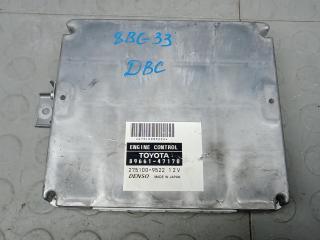 8BG-33
DBC
ENGINE CONTROL
TOYOTA
89661-47170
275100-9522 12V
DENSO MADE IN JAPAN